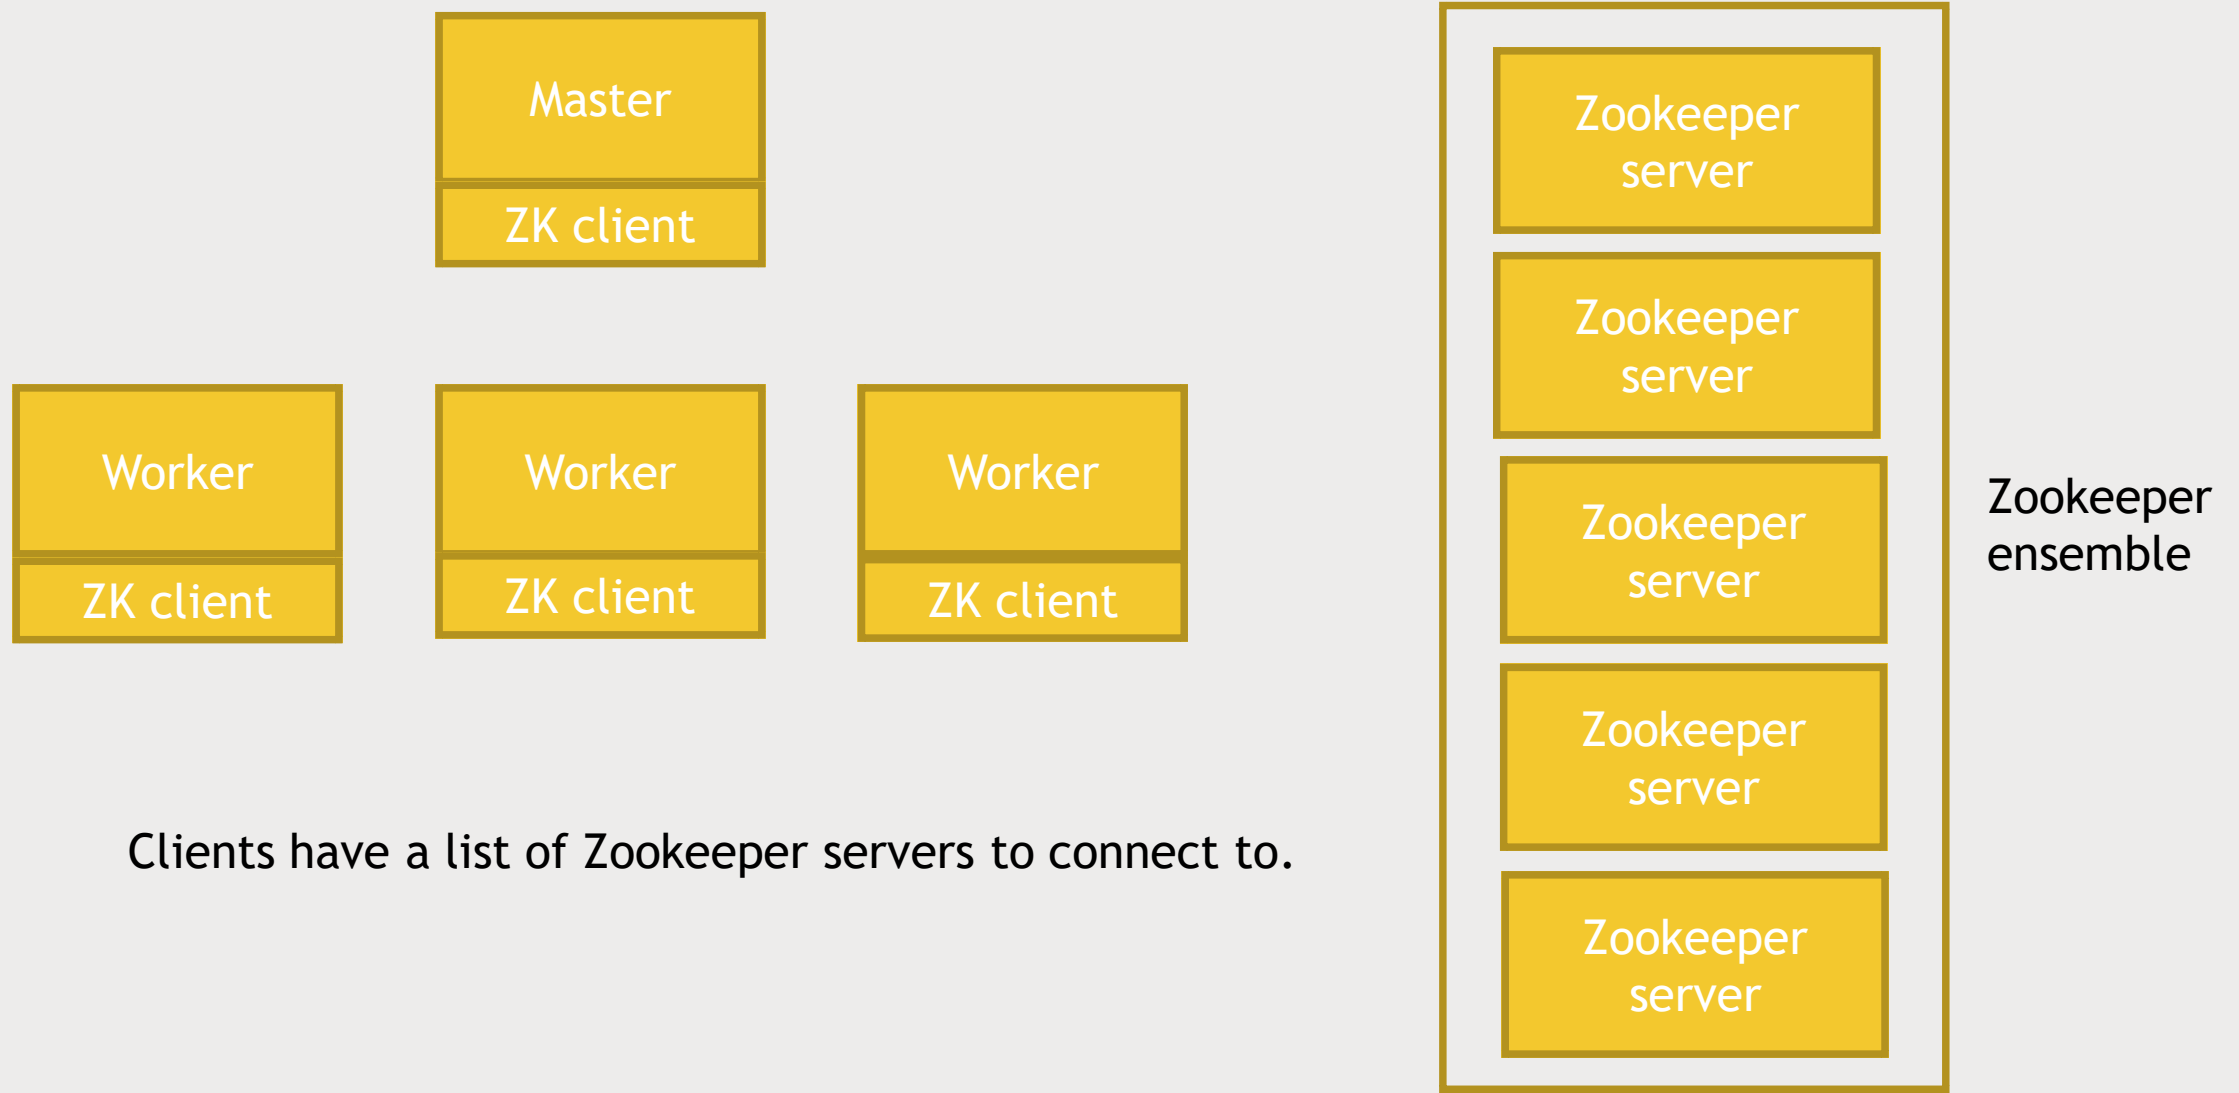 Master
ZK client
Worker
ZK client
Worker
ZK client
Worker
ZK client
Clients have a list of Zookeeper servers to connect to.
Zookeeper
server
Zookeeper
server
Zookeeper
server
Zookeeper
server
Zookeeper
server
Zookeeper
ensemble